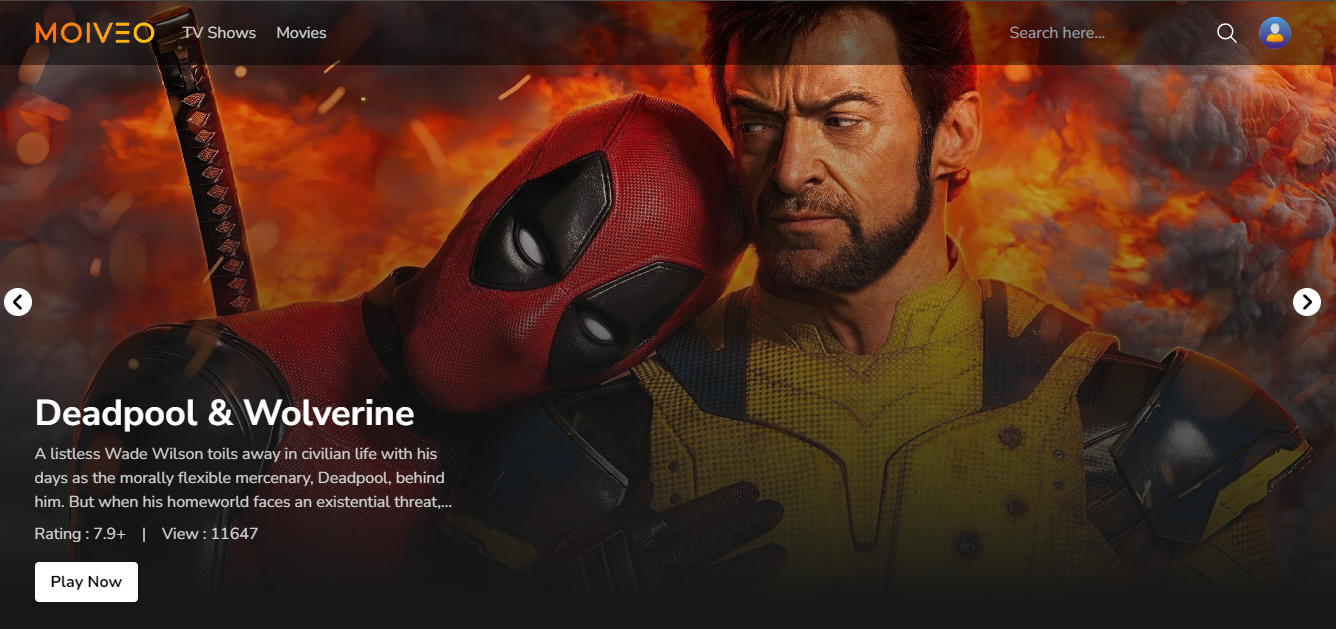 MOIVEO TV Shows Movies Search here...
Deadpool & Wolverine
A listless Wade Wilson toils away in civilian life with his
days as the morally flexible mercenary, Deadpool, behind
him. But when his homeworld faces an existential threat,...
Rating : 7.9+ | View : 11647
Play Now